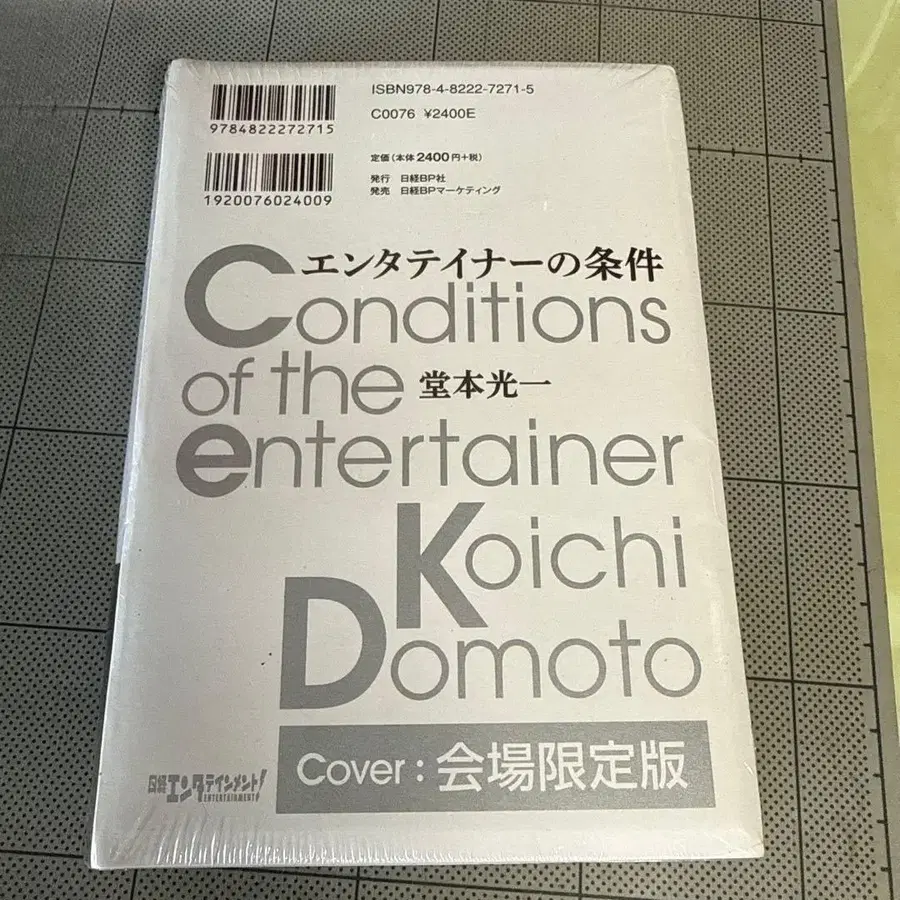 9784822272715
ISBN978-4-8222-7271-5
C0076 ¥2400E
1920076024009
定価(本体2400円+税)
発行 日経BP社
発売 日経BPマーケティング
エンタテイナーの条件
Conditions
of the
堂本光一
entertainer
Koichi
Domoto
Cover:会場限定版
日経エンタテインメント!
ENTERTAINMENT!